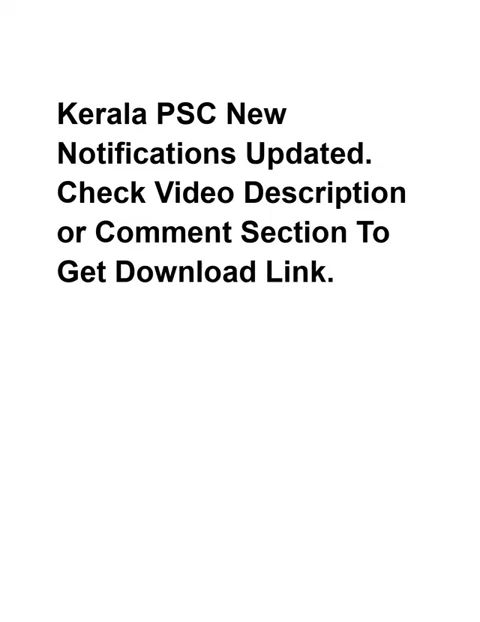 Kerala PSC New
Notifications Updated.
Check Video Description
or Comment Section To
Get Download Link.